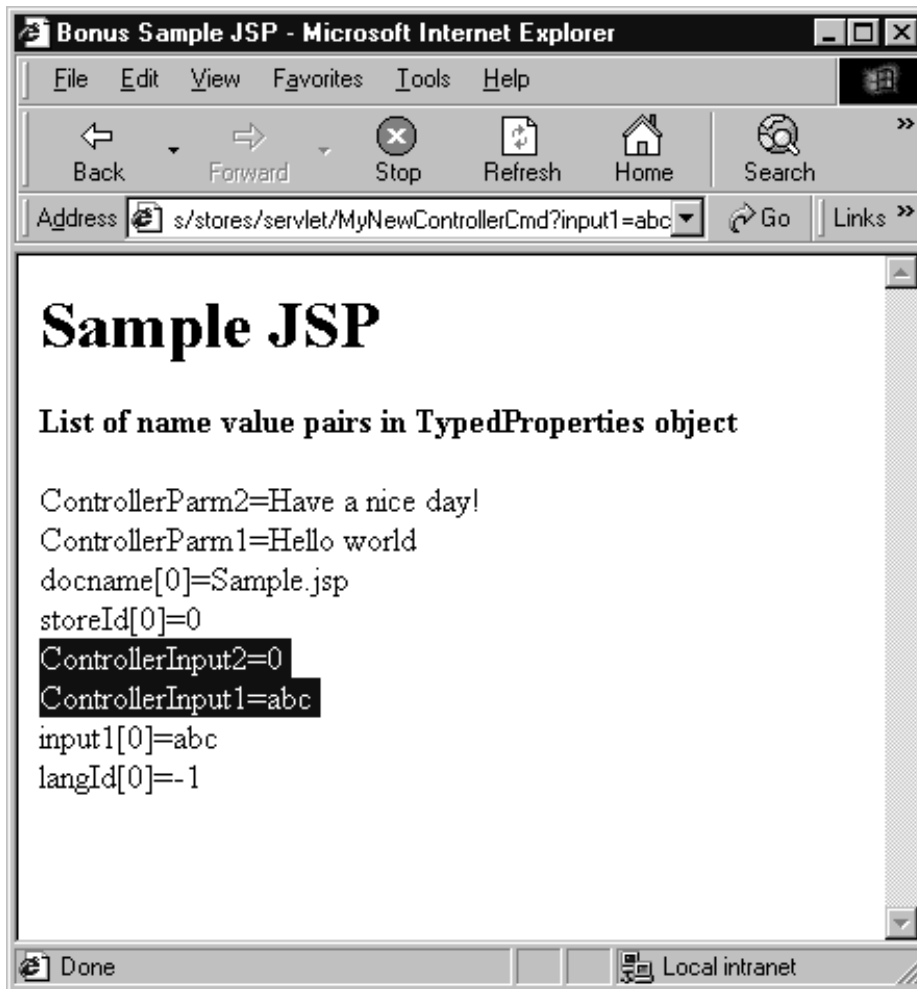 Bonus Sample JSP - Microsoft Internet Explorer
File Edit View Favorites Tools Help
Back Forward Stop Refresh Home Search »
Address s/stores/servlet/MyNewControllerCmd?input1=abc Go Links »
Sample JSP
List of name value pairs in TypedProperties object
ControllerParm2=Have a nice day!
ControllerParm1=Hello world
docname[0]=Sample.jsp
storeId[0]=0
ControllerInput2=0
ControllerInput1=abc
input1[0]=abc
langId[0]=-1
Done Local intranet